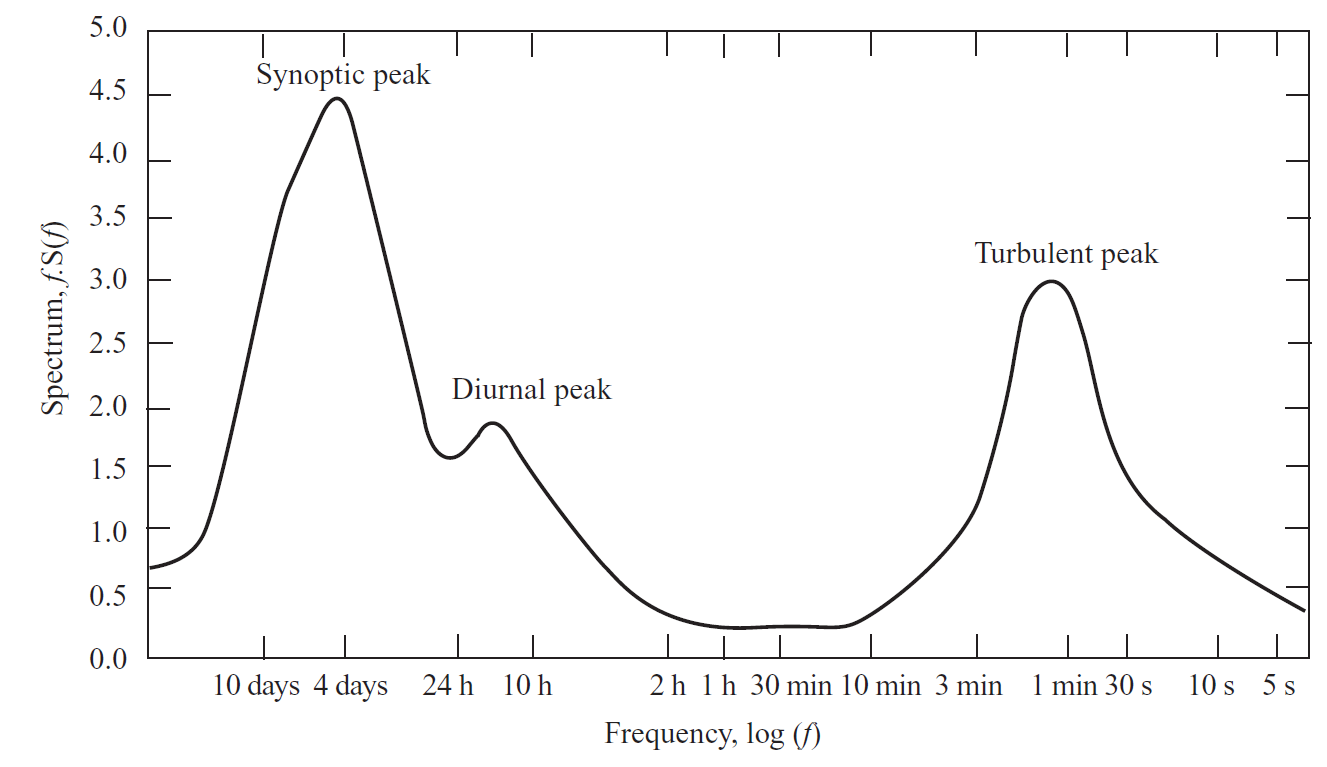 5.0
Synoptic peak
4.5
4.0
3.5
Turbulent peak
3.0
2.5
Diurnal peak
2.0
1.5
1.0
0.5
0.0
Spectrum, f.S(f)
10 days 4 days 24 h 10 h 2 h 1 h 30 min 10 min 3 min 1 min 30 s 10 s 5 s
Frequency, log (f)